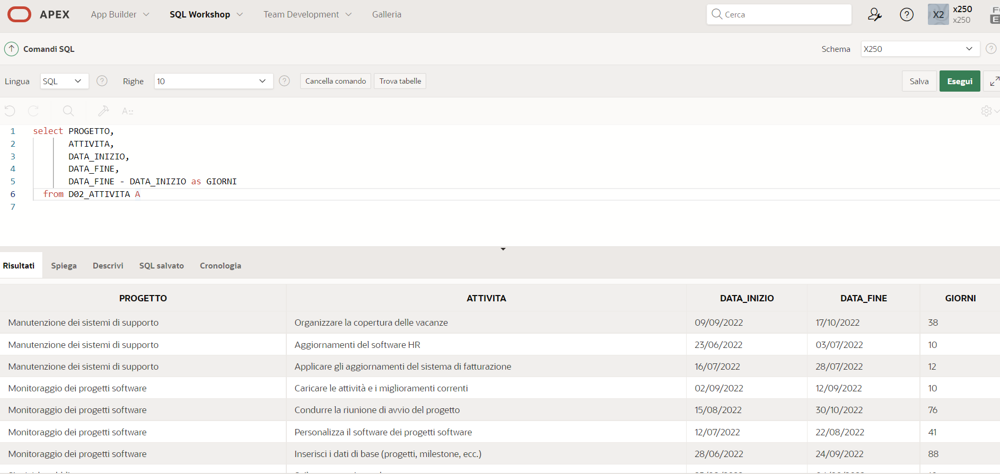 APEX App Builder SQL Workshop Team Development Galleria Cerca X2 x250
x250
Comandi SQL Schema X250
Lingua SQL Righe 10 Cancella comando Trova tabelle Salva Esegui
1 select PROGETTO,
2 ATTIVITA,
3 DATA_INIZIO,
4 DATA_FINE,
5 DATA_FINE - DATA_INIZIO as GIORNI
6 from D02_ATTIVITA A
7
Risultati Spiega Descrivi SQL salvato Cronologia
PROGETTO ATTIVITA DATA_INIZIO DATA_FINE GIORNI
Manutenzione dei sistemi di supporto Organizzare la copertura delle vacanze 09/09/2022 17/10/2022 38
Manutenzione dei sistemi di supporto Aggiornamenti del software HR 23/06/2022 03/07/2022 10
Manutenzione dei sistemi di supporto Applicare gli aggiornamenti del sistema di fatturazione 16/07/2022 28/07/2022 12
Monitoraggio dei progetti software Caricare le attività e i miglioramenti correnti 02/09/2022 12/09/2022 10
Monitoraggio dei progetti software Condurre la riunione di avvio del progetto 15/08/2022 30/10/2022 76
Monitoraggio dei progetti software Personalizza il software dei progetti software 12/07/2022 22/08/2022 41
Monitoraggio dei progetti software Inserisci i dati di base (progetti, milestone, ecc.) 28/06/2022 24/09/2022 88